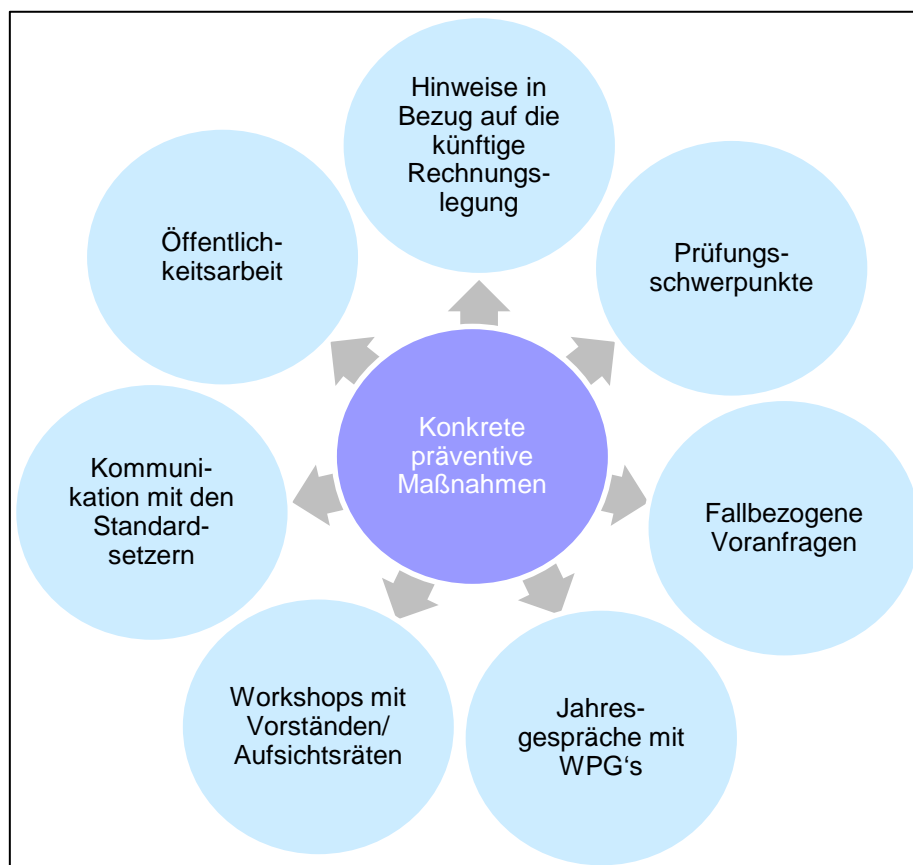 Hinweise in
Bezug auf die
künftige
Rechnungs-
legung
Prüfungs-
schwerpunkte
Fallbezogene
Voranfragen
Jahres-
gespräche mit
WPG‘s
Workshops mit
Vorständen/
Aufsichtsräten
Kommuni-
kation mit den
Standard-
setzern
Öffentlich-
keitsarbeit
Konkrete
präventive
Maßnahmen